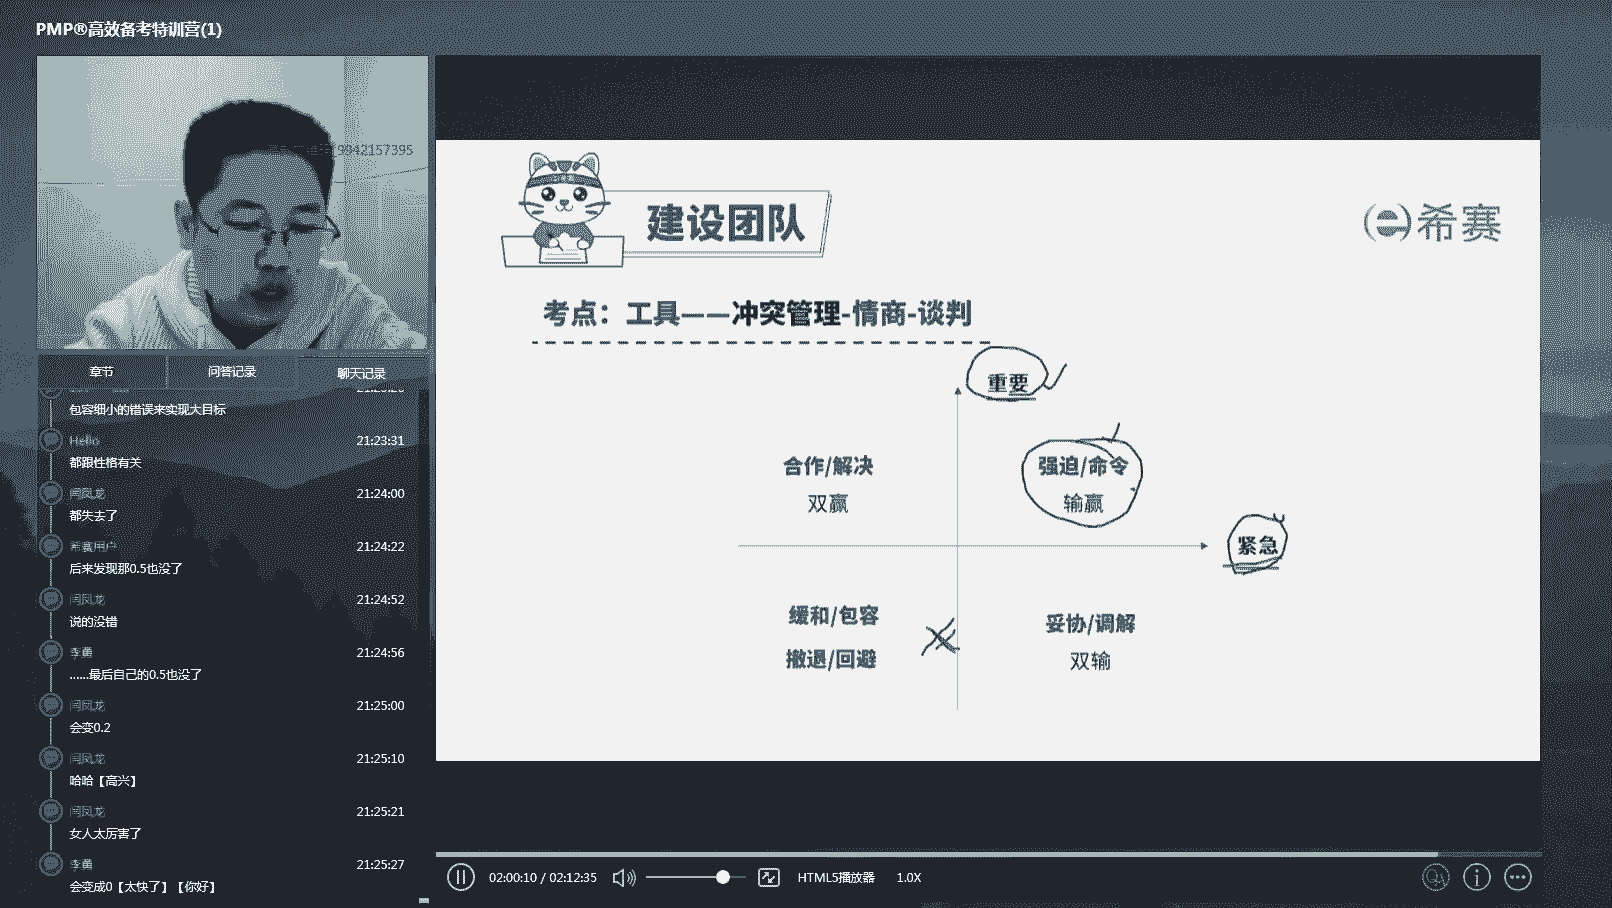 PMP®高效备考特训营(1)
9942157395
章节
问答记录
聊天记录
包容细小的错误来实现大目标
Hello
21:23:31
都跟性格有关
闫凤龙
21:24:00
都失去了
希赛用户
21:24:22
后来发现那0.5也没了
闫凤龙
21:24:52
说的没错
李勇
21:24:56
......最后自己的0.5也没了
闫凤龙
21:25:00
会变0.2
闫凤龙
21:25:10
哈哈【高兴】
闫凤龙
21:25:21
女人太厉害了
李勇
21:25:27
会变成0【太快了】【你好】
建设团队
希赛
考点：工具——冲突管理-情商-谈判
重要
合作/解决
双赢
强迫/命令
输赢
紧急
缓和/包容
撤退/回避
妥协/调解
双输
02:00:10 / 02:12:35
HTML5播放器
1.0X